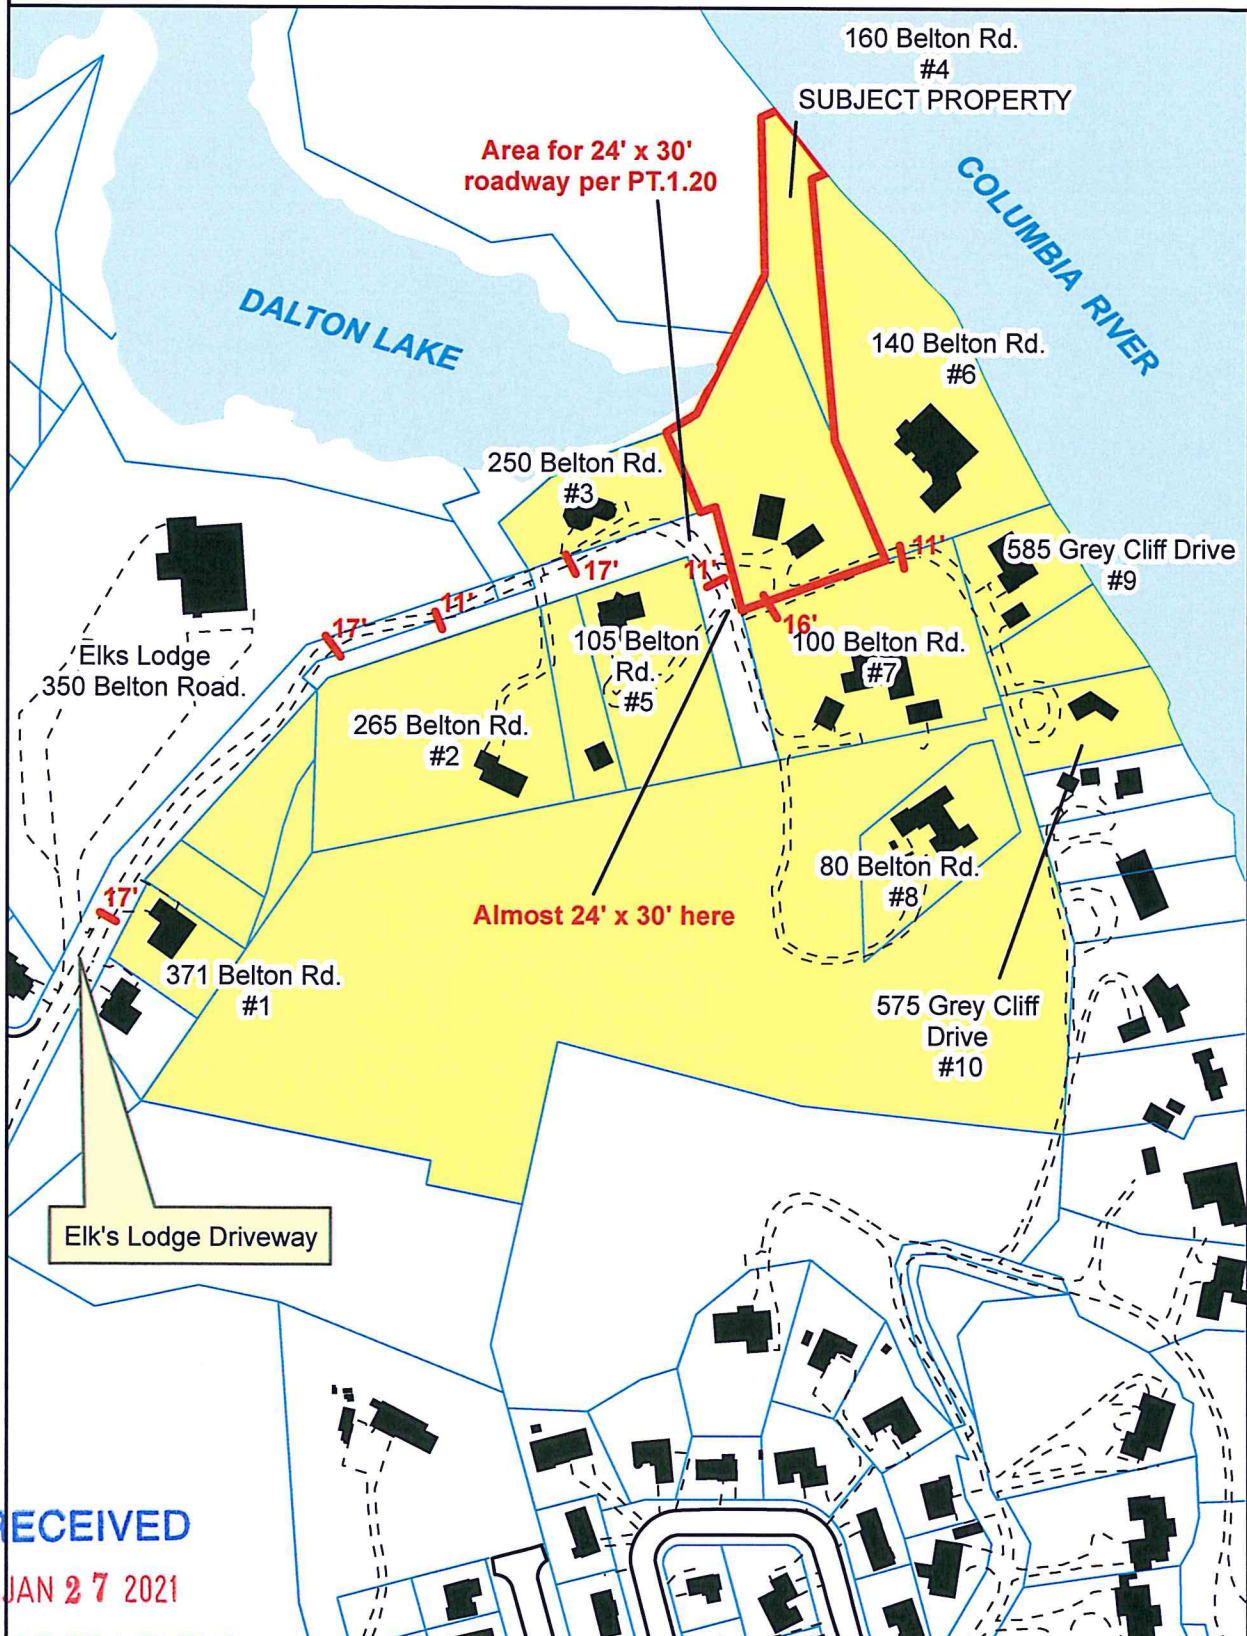 160 Belton Rd.
#4
SUBJECT PROPERTY
Area for 24' x 30'
roadway per PT.1.20
COLUMBIA RIVER
DALTON LAKE
140 Belton Rd.
#6
250 Belton Rd.
#3
11'
585 Grey Cliff Drive
#9
17'
11'
11'
17'
16'
105 Belton
Rd.
#5
100 Belton Rd.
#7
Elks Lodge
350 Belton Road.
265 Belton Rd.
#2
80 Belton Rd.
#8
17'
Almost 24' x 30' here
371 Belton Rd.
#1
575 Grey Cliff
Drive
#10
Elk's Lodge Driveway
RECEIVED
JAN 27 2021